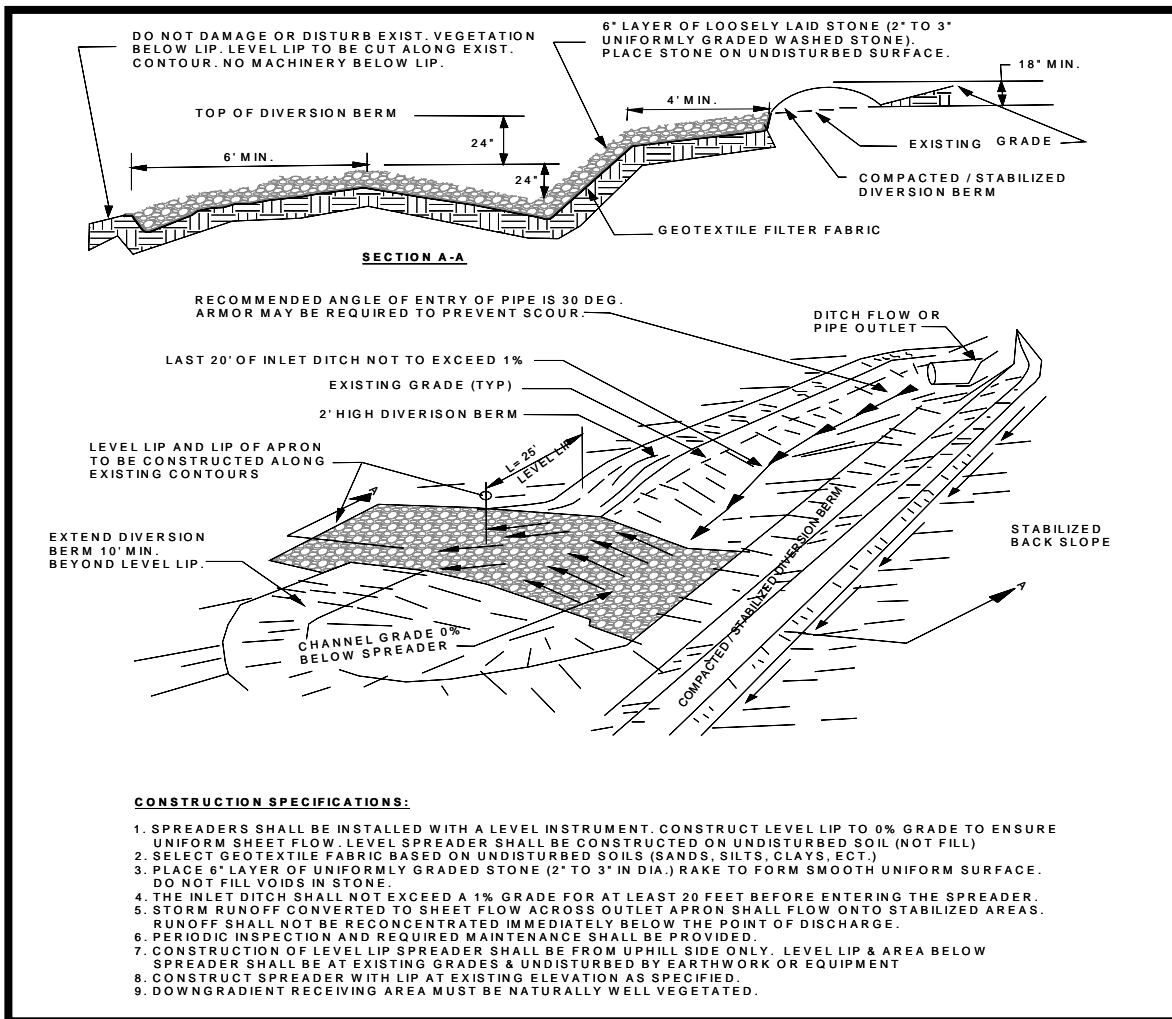 DO NOT DAMAGE OR DISTURB EXIST. VEGETATION
BELOW LIP. LEVEL LIP TO BE CUT ALONG EXIST.
CONTOUR. NO MACHINERY BELOW LIP.
6" LAYER OF LOOSELY LAID STONE (2" TO 3"
UNIFORMLY GRADED WASHED STONE).
PLACE STONE ON UNDISTURBED SURFACE.
18" MIN.
TOP OF DIVERSION BERM
4' MIN.
24"
EXISTING GRADE
6' MIN.
24"
COMPACTED / STABILIZED
DIVERSION BERM
GEOTEXTILE FILTER FABRIC
SECTION A-A
RECOMMENDED ANGLE OF ENTRY OF PIPE IS 30 DEG.
ARMOR MAY BE REQUIRED TO PREVENT SCOUR.
DITCH FLOW OR
PIPE OUTLET
LAST 20' OF INLET DITCH NOT TO EXCEED 1%
EXISTING GRADE (TYP)
2' HIGH DIVERISON BERM
L= 25'
LEVEL LIP
LEVEL LIP AND LIP OF APRON
TO BE CONSTRUCTED ALONG
EXISTING CONTOURS
A
EXTEND DIVERSION
BERM 10' MIN.
BEYOND LEVEL LIP.
STABILIZED
BACK SLOPE
COMPACTED / STABILIZED DIVERSION BERM
A
CHANNEL GRADE 0%
BELOW SPREADER
CONSTRUCTION SPECIFICATIONS:
1. SPREADERS SHALL BE INSTALLED WITH A LEVEL INSTRUMENT. CONSTRUCT LEVEL LIP TO 0% GRADE TO ENSURE
UNIFORM SHEET FLOW. LEVEL SPREADER SHALL BE CONSTRUCTED ON UNDISTURBED SOIL (NOT FILL)
2. SELECT GEOTEXTILE FABRIC BASED ON UNDISTURBED SOILS (SANDS, SILTS, CLAYS, ECT.)
3. PLACE 6" LAYER OF UNIFORMLY GRADED STONE (2" TO 3" IN DIA.) RAKE TO FORM SMOOTH UNIFORM SURFACE.
DO NOT FILL VOIDS IN STONE.
4. THE INLET DITCH SHALL NOT EXCEED A 1% GRADE FOR AT LEAST 20 FEET BEFORE ENTERING THE SPREADER.
5. STORM RUNOFF CONVERTED TO SHEET FLOW ACROSS OUTLET APRON SHALL FLOW ONTO STABILIZED AREAS.
RUNOFF SHALL NOT BE RECONCENTRATED IMMEDIATELY BELOW THE POINT OF DISCHARGE.
6. PERIODIC INSPECTION AND REQUIRED MAINTENANCE SHALL BE PROVIDED.
7. CONSTRUCTION OF LEVEL LIP SPREADER SHALL BE FROM UPHILL SIDE ONLY. LEVEL LIP & AREA BELOW
SPREADER SHALL BE AT EXISTING GRADES & UNDISTURBED BY EARTHWORK OR EQUIPMENT
8. CONSTRUCT SPREADER WITH LIP AT EXISTING ELEVATION AS SPECIFIED.
9. DOWNGRADIENT RECEIVING AREA MUST BE NATURALLY WELL VEGETATED.